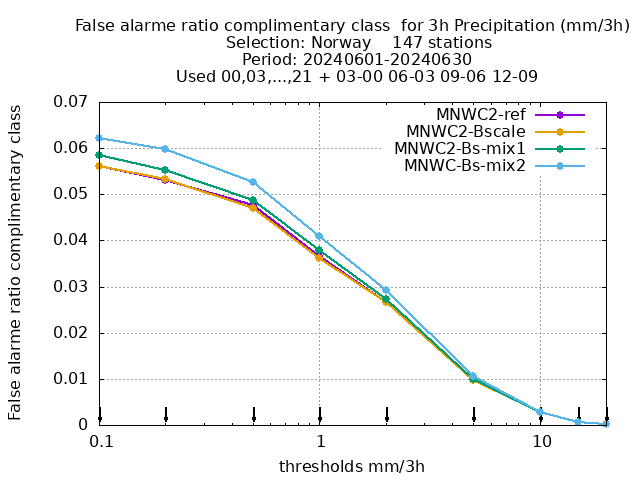 False alarme ratio complimentary class  for 3h Precipitation (mm/3h)
Selection: Norway    147 stations
Period: 20240601-20240630
Used 00,03,...,21 + 03-00 06-03 09-06 12-09
False alarme ratio complimentary class
0.07
0.06
0.05
0.04
0.03
0.02
0.01
0
MNWC2-ref
MNWC2-Bscale
MNWC2-Bs-mix1
MNWC-Bs-mix2
0.1
1
10
thresholds mm/3h